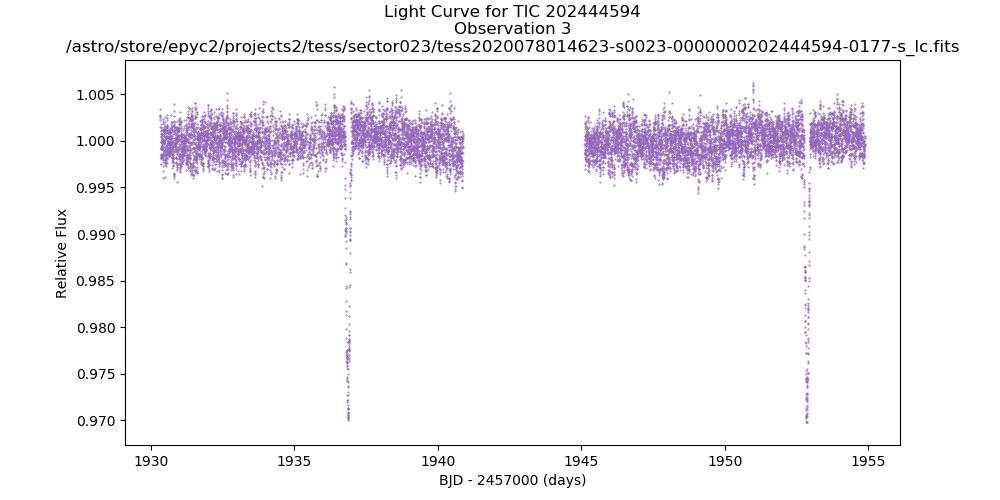 Light Curve for TIC 202444594
Observation 3
/astro/store/epyc2/projects2/tess/sector023/tess2020078014623-s0023-0000000202444594-0177-s_lc.fits
1.005
1.000
0.995
0.990
0.985
0.980
0.975
0.970
Relative Flux
1930
1935
1940
1945
1950
1955
BJD - 2457000 (days)